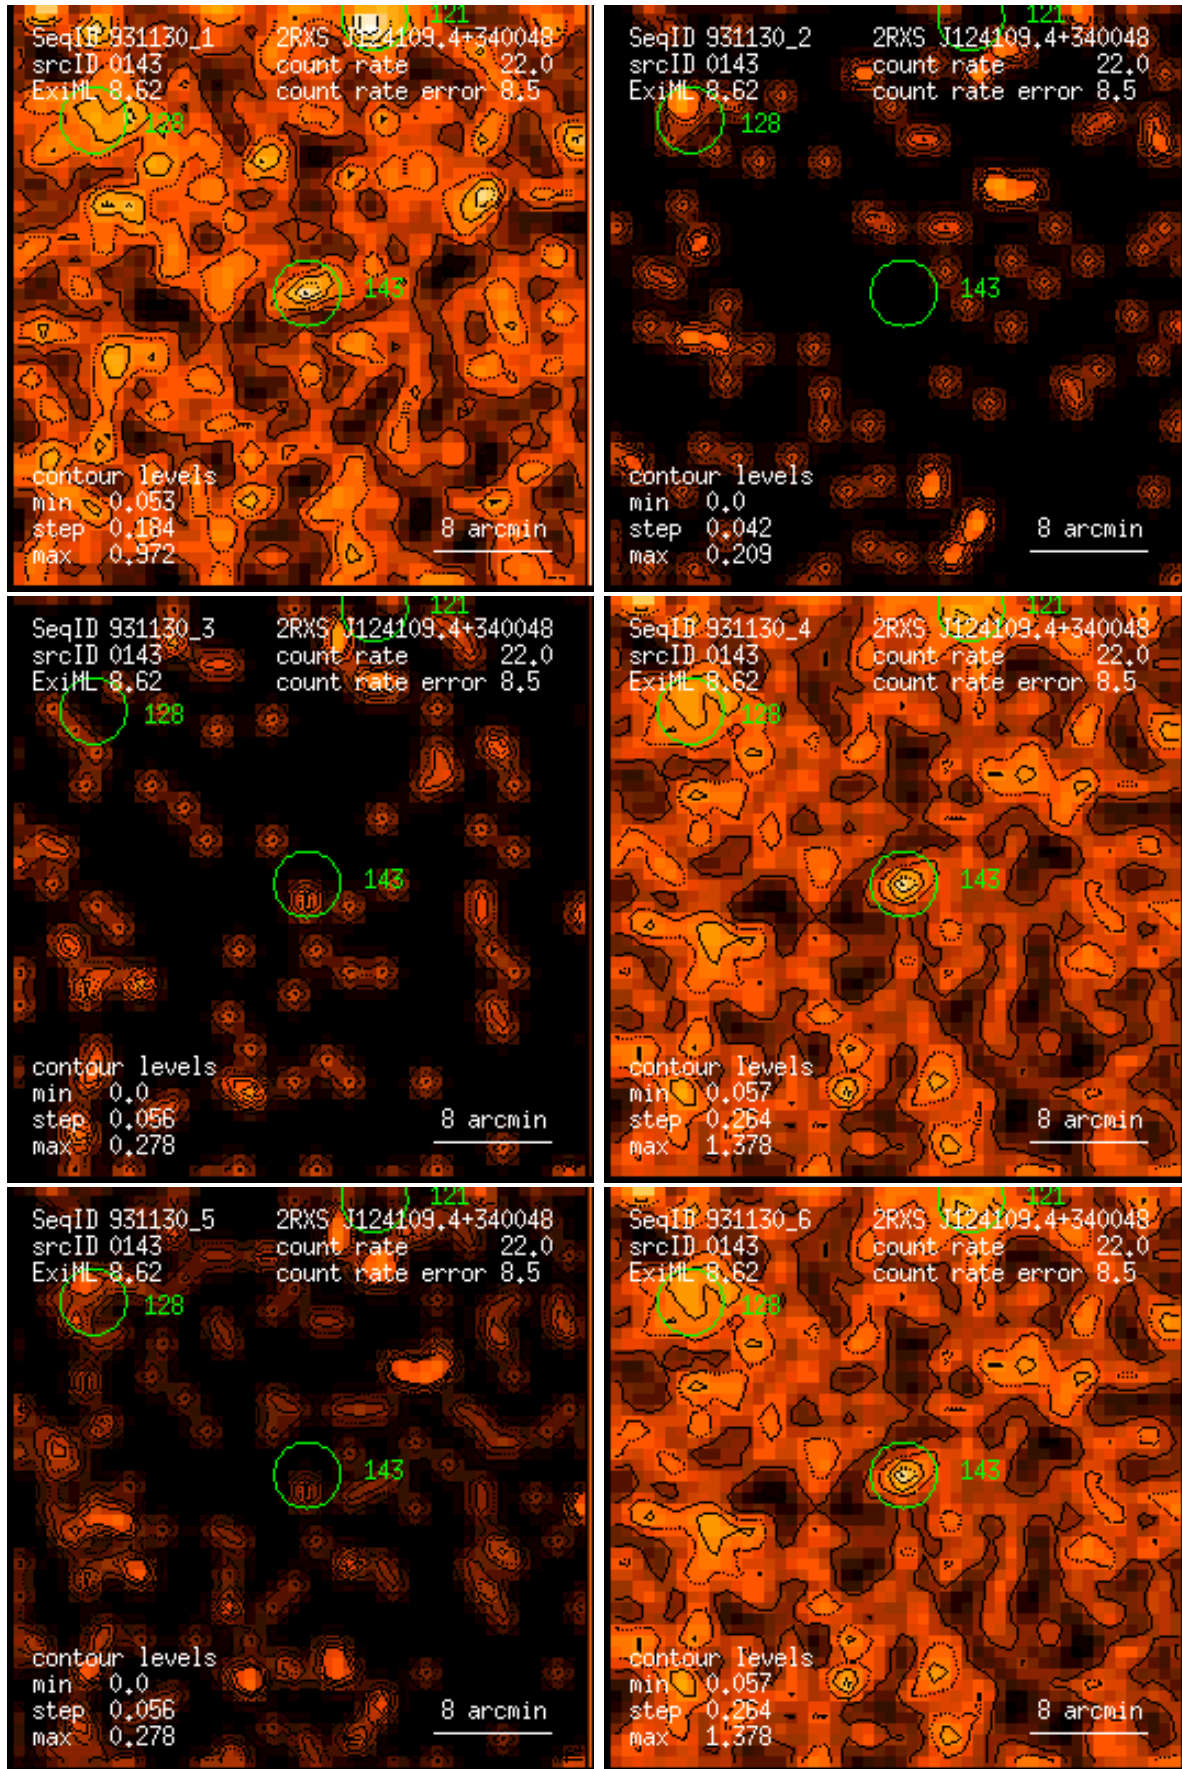 121
SeqID 931130_1 2RXS J124109.4+340048
srcID 0143 count rate 22.0
ExiML 8.62 count rate error 8.5
128
143
contour levels
min 0.053
step 0.184
max 0.972
8 arcmin
121
SeqID 931130_2 2RXS J124109.4+340048
srcID 0143 count rate 22.0
ExiML 8.62 count rate error 8.5
128
143
contour levels
min 0.0
step 0.042
max 0.209
8 arcmin
121
SeqID 931130_3 2RXS J124109.4+340048
srcID 0143 count rate 22.0
ExiML 8.62 count rate error 8.5
128
143
contour levels
min 0.0
step 0.056
max 0.278
8 arcmin
121
SeqID 931130_4 2RXS J124109.4+340048
srcID 0143 count rate 22.0
ExiML 8.62 count rate error 8.5
128
143
contour levels
min 0.057
step 0.264
max 1.378
8 arcmin
121
SeqID 931130_5 2RXS J124109.4+340048
srcID 0143 count rate 22.0
ExiML 8.62 count rate error 8.5
128
143
contour levels
min 0.0
step 0.056
max 0.278
8 arcmin
121
SeqID 931130_6 2RXS J124109.4+340048
srcID 0143 count rate 22.0
ExiML 8.62 count rate error 8.5
128
143
contour levels
min 0.057
step 0.264
max 1.378
8 arcmin